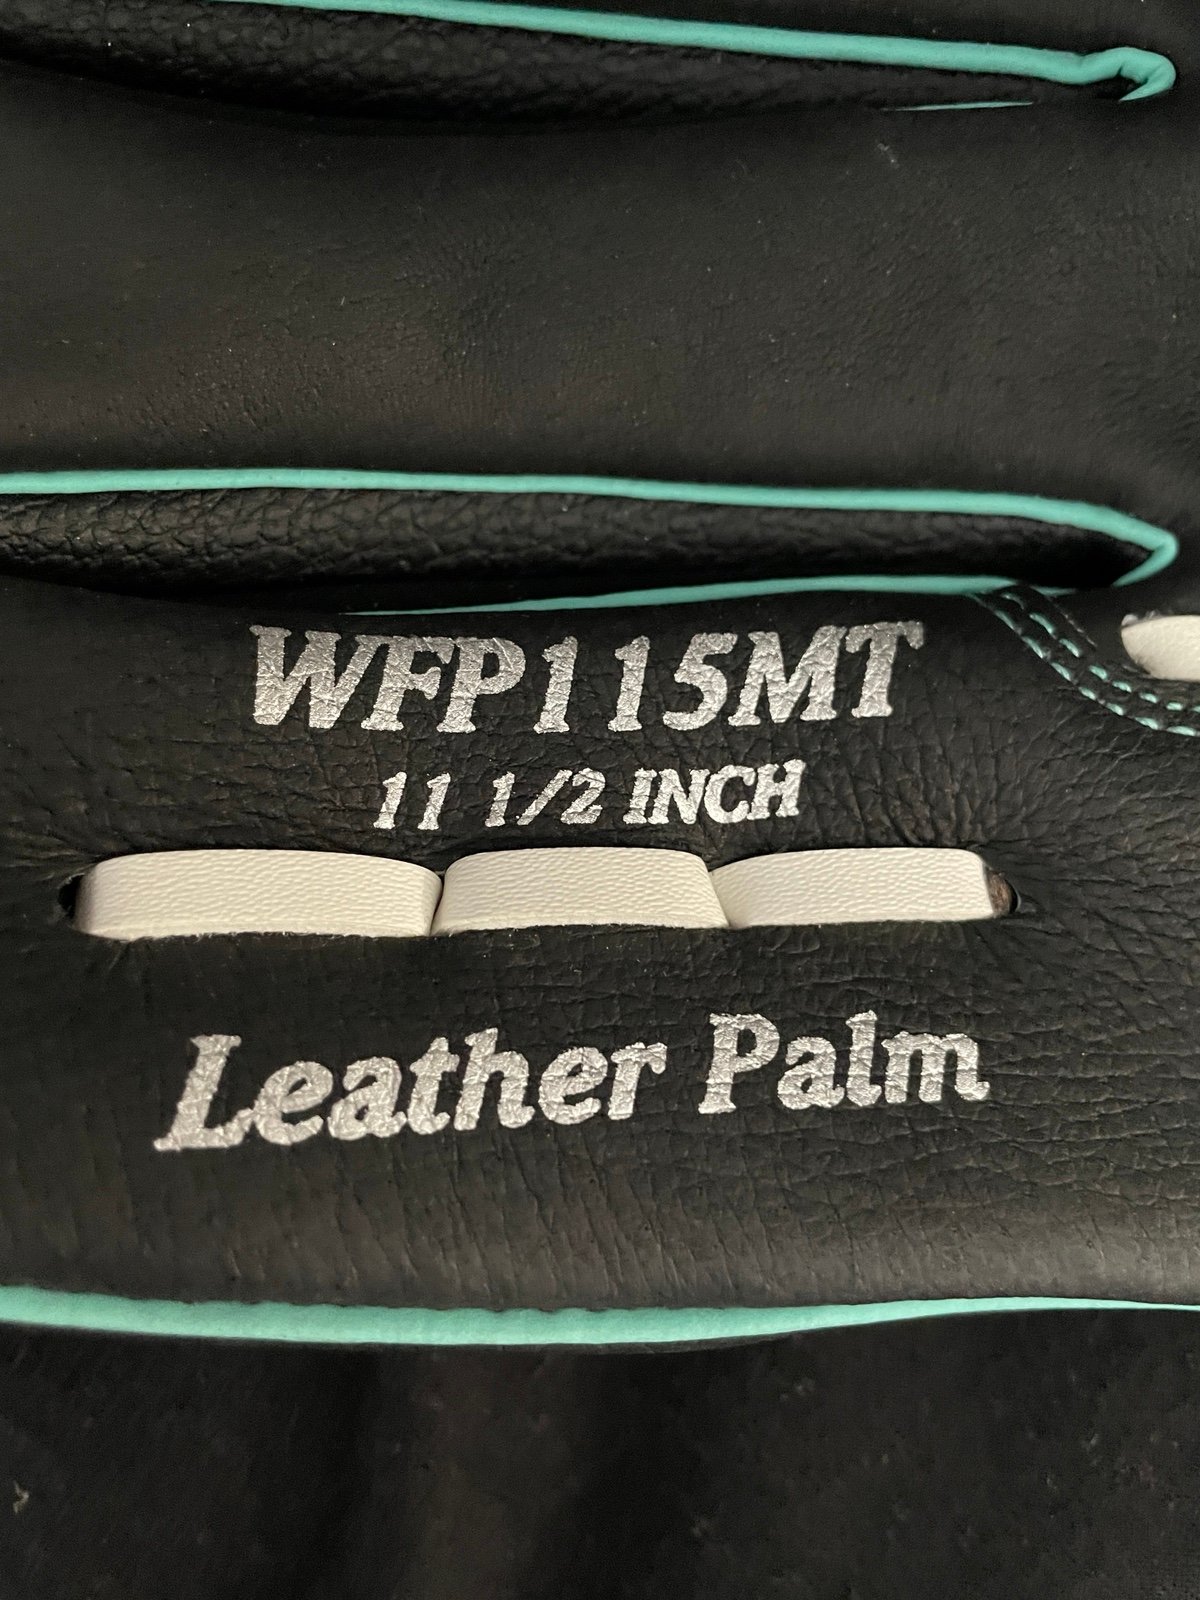 WFP115MT
11 1/2 INCH
Leather Palm